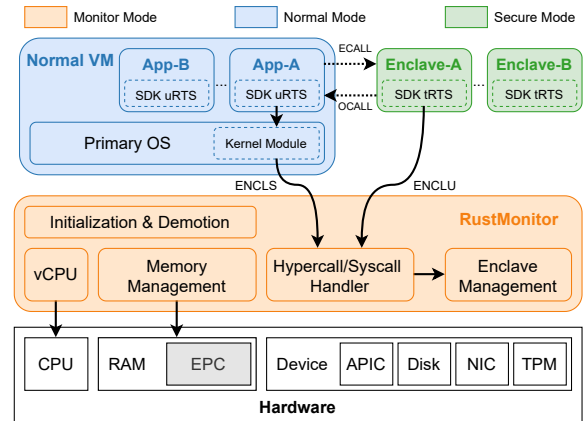 Monitor Mode Normal Mode Secure Mode
Normal VM App-B App-A ECALL Enclave-A Enclave-B
SDK uRTS ... SDK uRTS SDK tRTS ... SDK tRTS
OCALL
Primary OS Kernel Module
ENCLS ENCLU
Initialization & Demotion RustMonitor
vCPU Memory Management Hypercall/Syscall Handler Enclave Management
CPU RAM EPC Device APIC Disk NIC TPM
Hardware